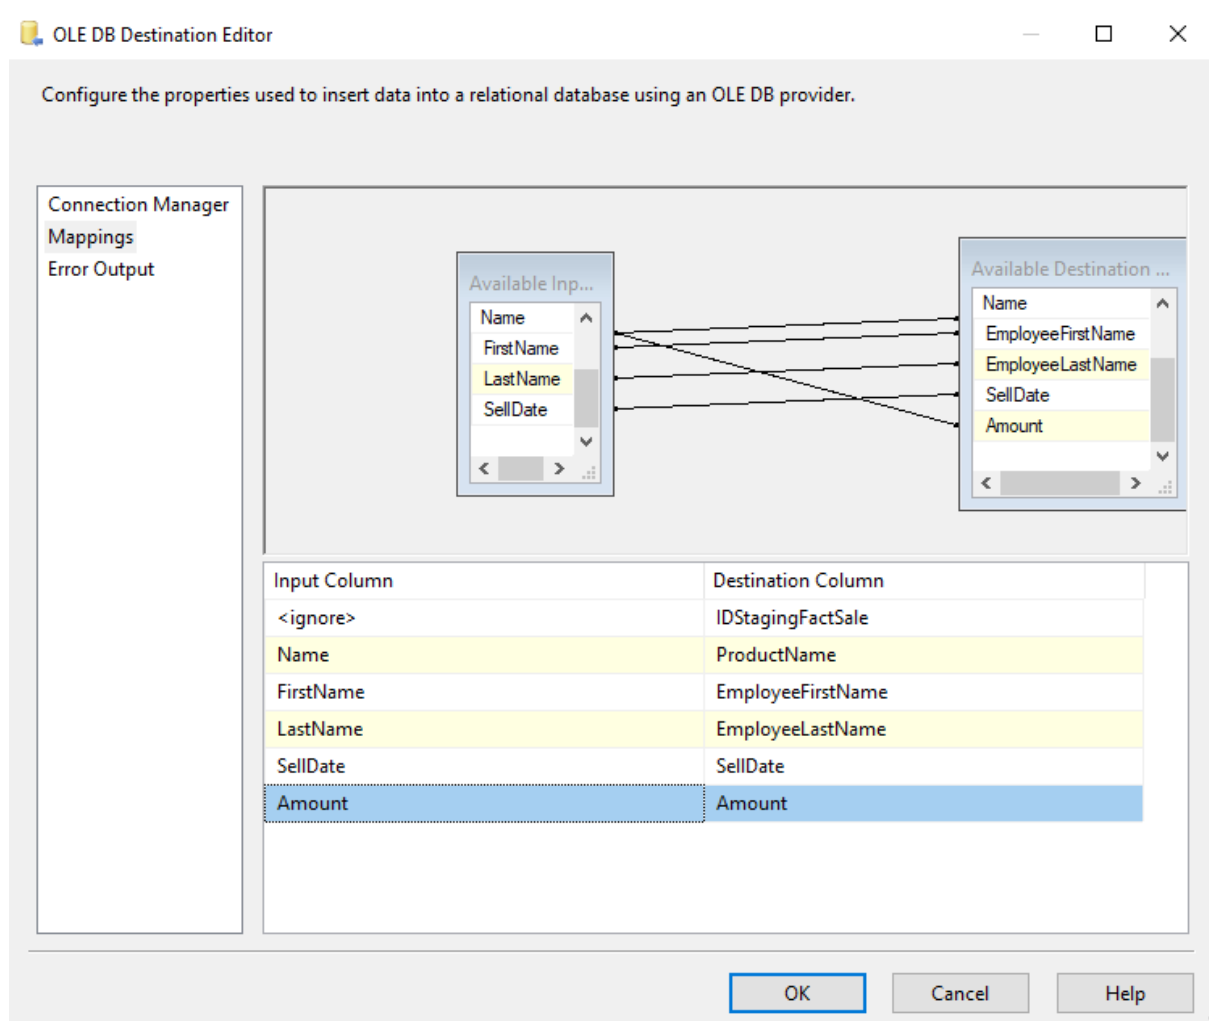 OLE DB Destination Editor
Configure the properties used to insert data into a relational database using an OLE DB provider.
Connection Manager
Mappings
Error Output
Available Inp...
Name
FirstName
LastName
SellDate
Available Destination ...
Name
EmployeeFirstName
EmployeeLastName
SellDate
Amount
Input Column Destination Column
<ignore> IDStagingFactSale
Name ProductName
FirstName EmployeeFirstName
LastName EmployeeLastName
SellDate SellDate
Amount Amount
OK Cancel Help